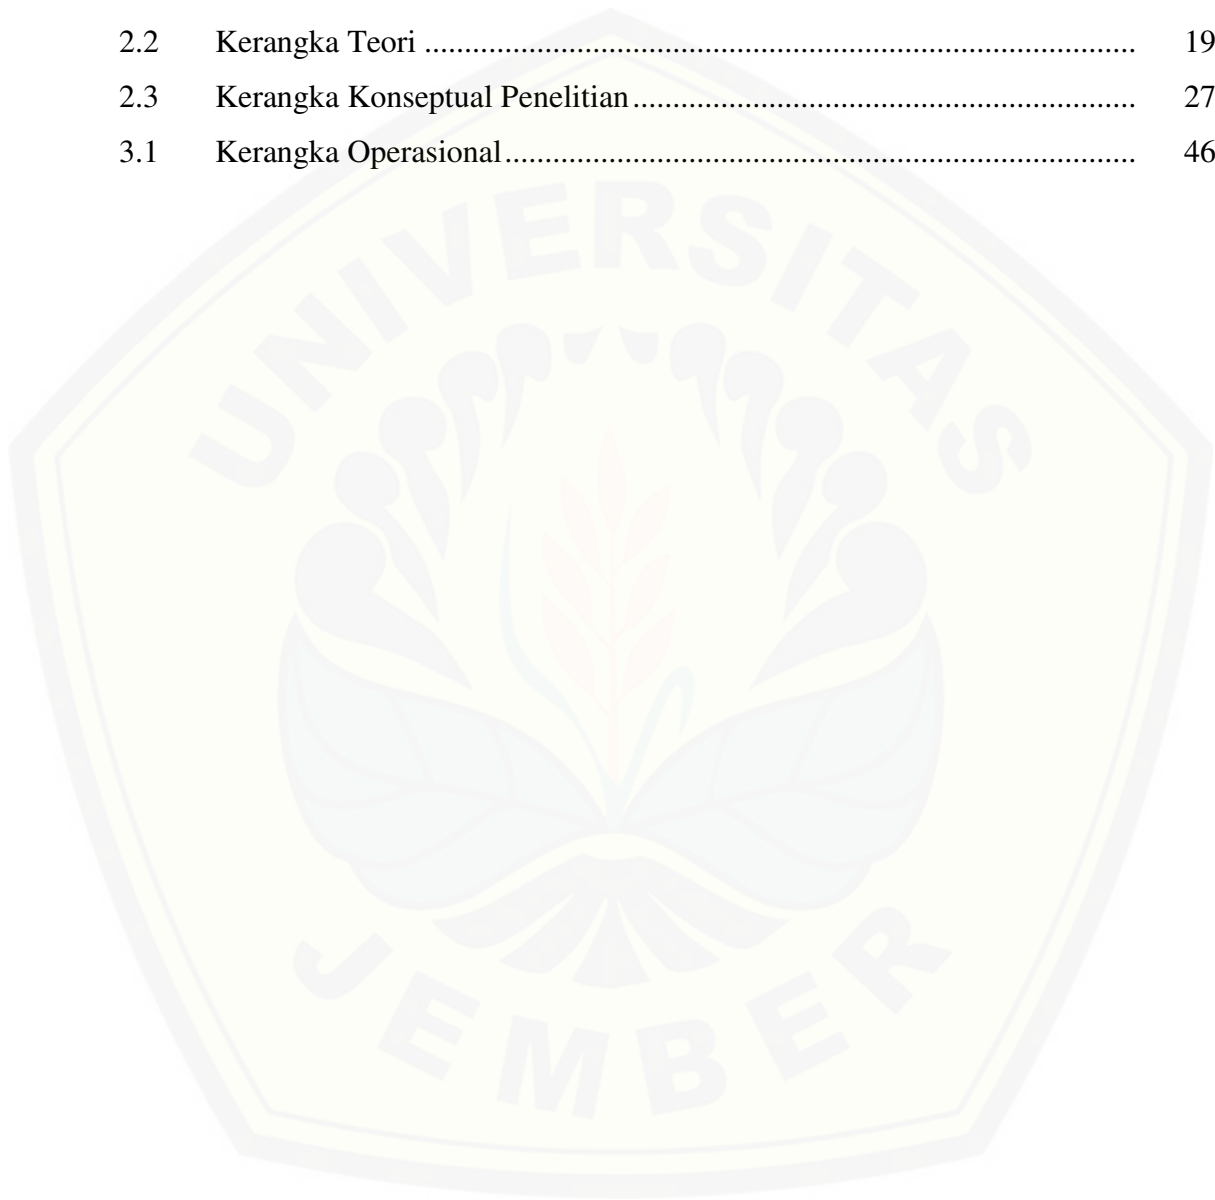 2.2 Kerangka Teori ......................................................................................... 19
2.3 Kerangka Konseptual Penelitian ............................................................... 27
3.1 Kerangka Operasional ............................................................................... 46
UNIVERSITAS
JEMBER